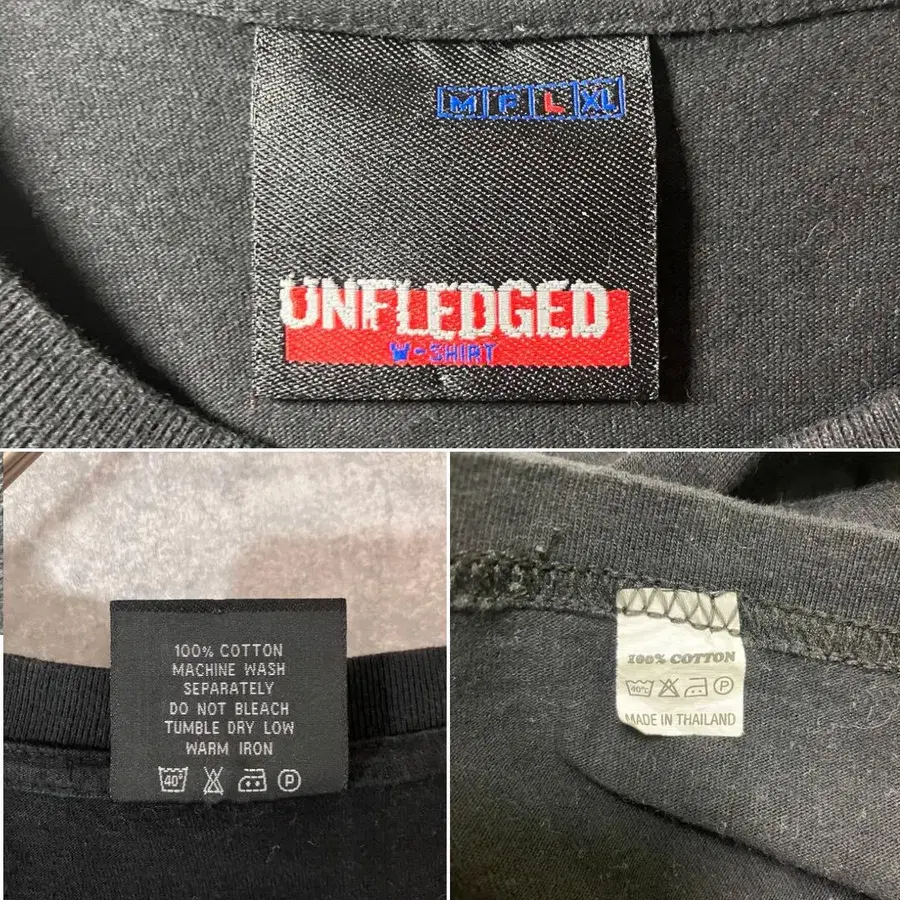 M F L XL
UNFLEDGED
W-SHIRT
100% COTTON
MACHINE WASH
SEPARATELY
DO NOT BLEACH
TUMBLE DRY LOW
WARM IRON
40° P
100% COTTON
40°C P
MADE IN THAILAND